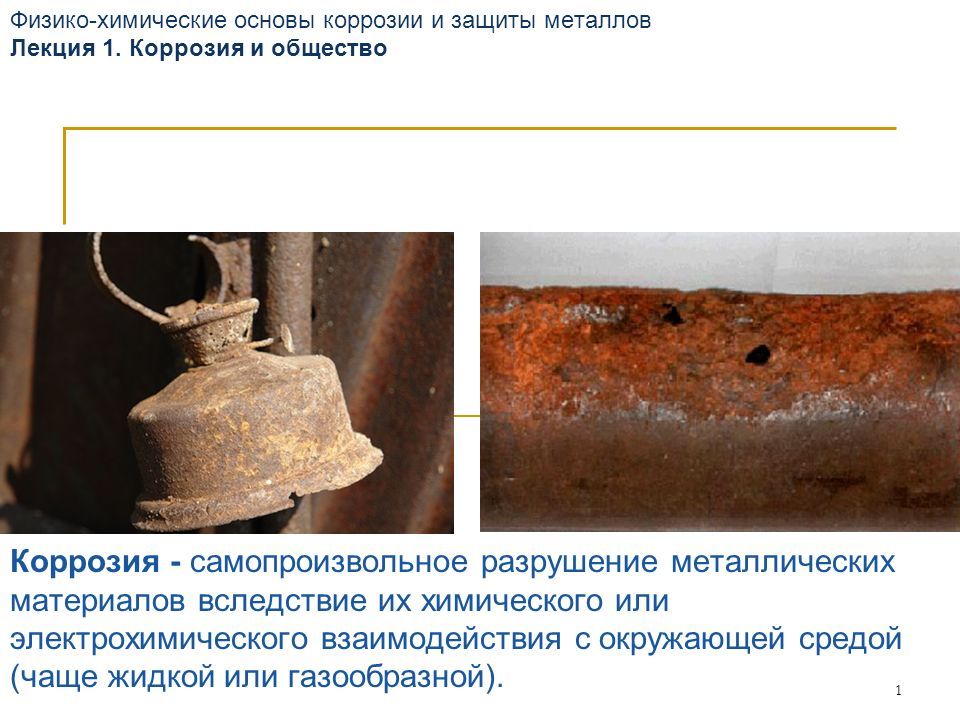 Физико-химические основы коррозии и защиты металлов
Лекция 1. Коррозия и общество
Коррозия - самопроизвольное разрушение металлических
материалов вследствие их химического или
электрохимического взаимодействия с окружающей средой
(чаще жидкой или газообразной).
1